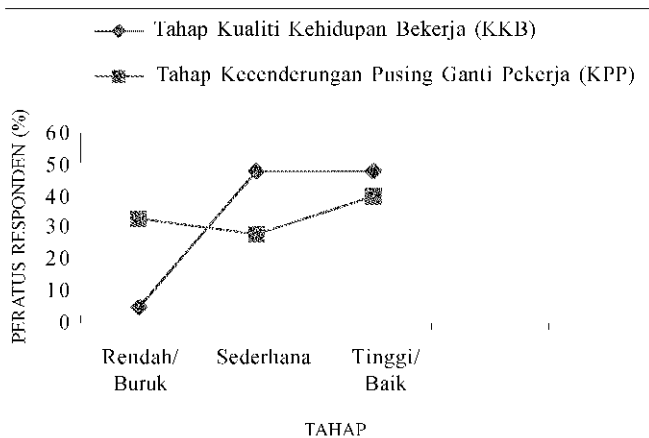 Tahap Kualiti Kehidupan Bekerja (KKB)
Tahap Kecenderungan Pusing Ganti Pekerja (KPP)
PERATUS RESPONDEN (%)
60
50
40
30
20
10
0
Rendah/ Sederhana Tinggi/
Buruk Baik
TAHAP